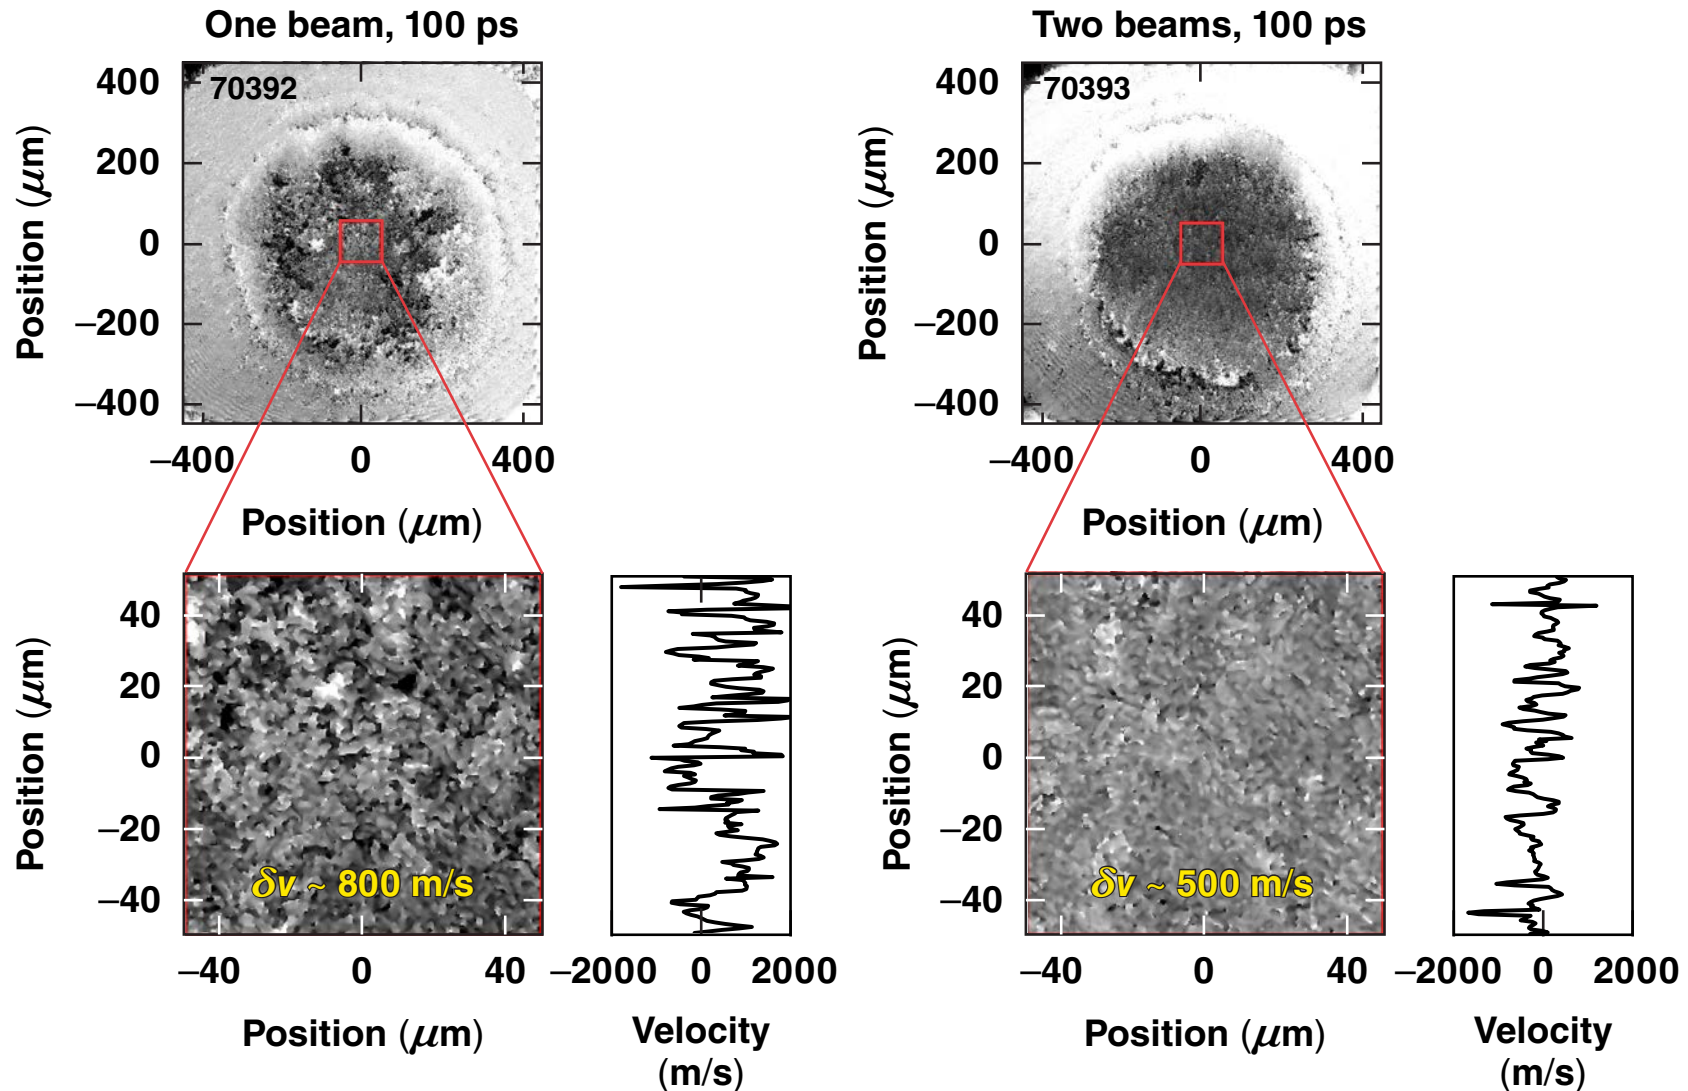 One beam, 100 ps
Two beams, 100 ps
70392
70393
Position (μm)
400
200
0
–200
–400
Position (μm)
400
200
0
–200
–400
–400 0 400
–400 0 400
Position (μm)
Position (μm)
Position (μm)
40
20
0
–20
–40
Position (μm)
40
20
0
–20
–40
δv ~ 800 m/s
δv ~ 500 m/s
–40 0 40
–2000 0 2000
–40 0 40
–2000 0 2000
Position (μm)
Velocity
(m/s)
Position (μm)
Velocity
(m/s)